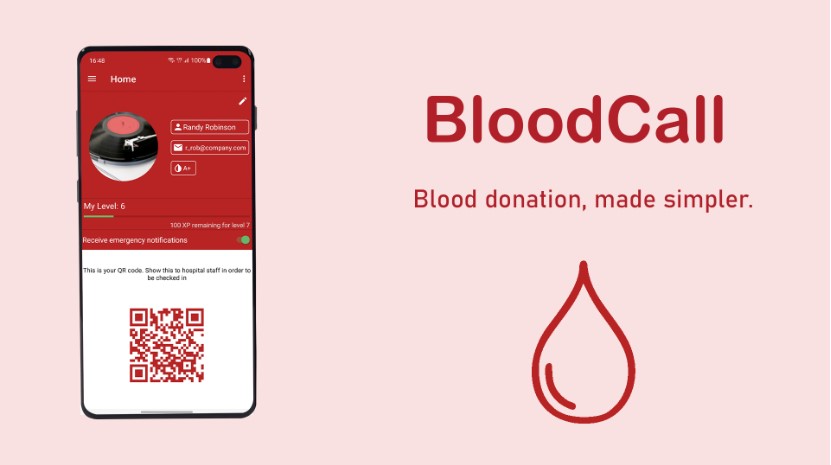 16:48
100%
Home
Randy Robinson
r_rob@company.com
A+
My Level: 6
100 XP remaining for level 7
Receive emergency notifications
This is your QR code. Show this to hospital staff in order to
be checked in
BloodCall
Blood donation, made simpler.